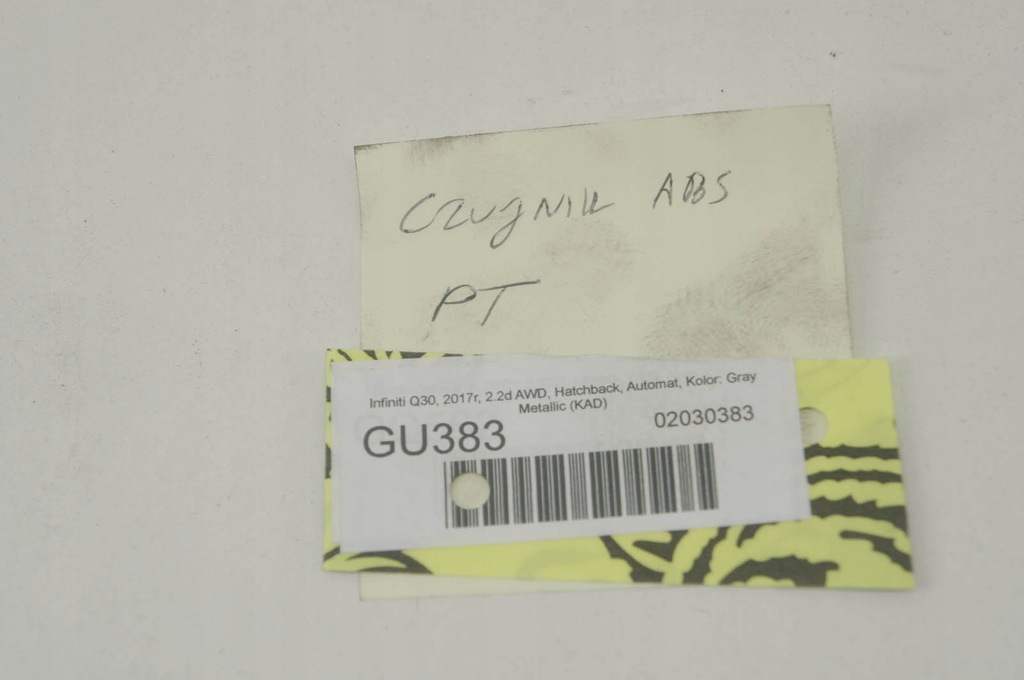 CZUJNIK ABS
PT
Infiniti Q30, 2017r, 2.2d AWD, Hatchback, Automat, Kolor: Gray
Metallic (KAD)
GU383
02030383